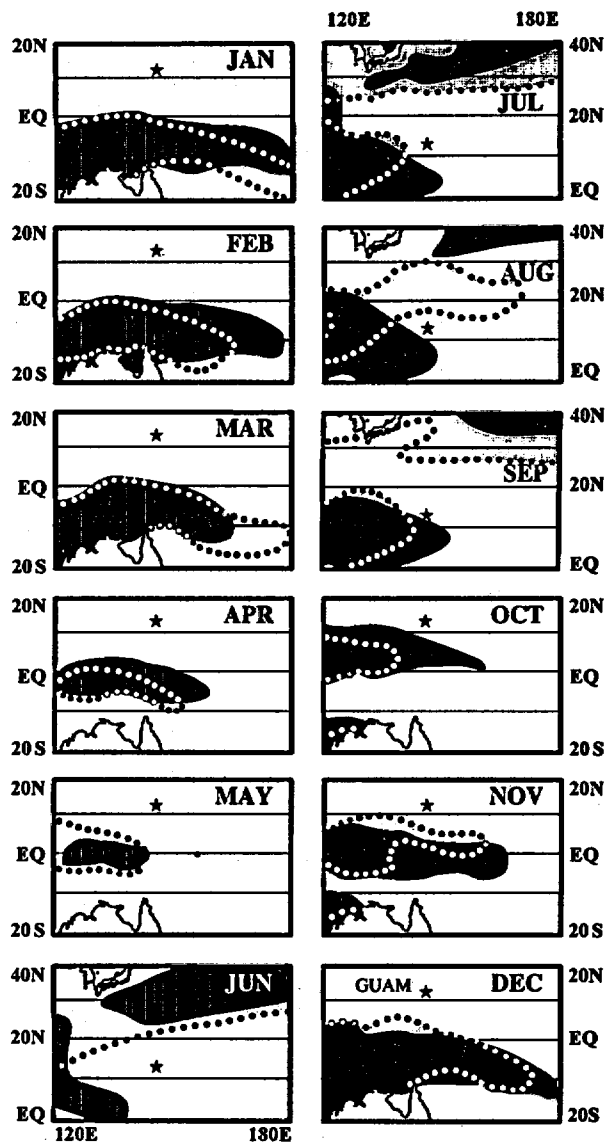 120E 180E
20N JAN
EQ
20S
JUL 40N
20N
EQ
20N FEB
EQ
20S
AUG 40N
20N
EQ
20N MAR
EQ
20S
SEP 40N
20N
EQ
20N APR
EQ
20S
OCT 20N
EQ
20S
20N MAY
EQ
20S
NOV 20N
EQ
20S
40N JUN
20N
EQ
120E 180E
GUAM DEC 20N
EQ
20S